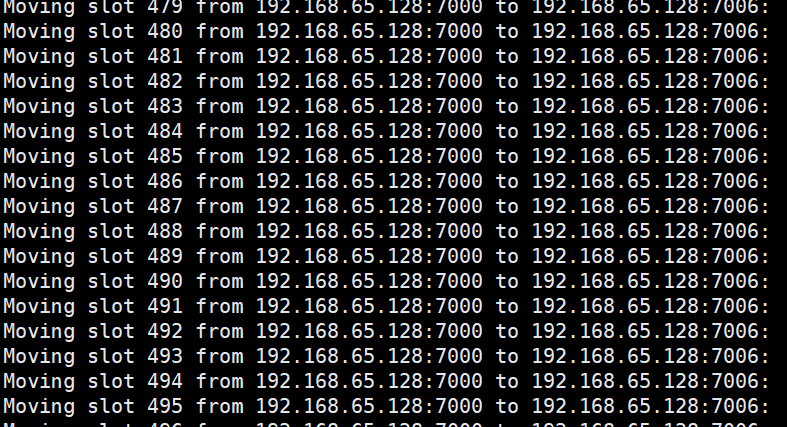 Moving slot 479 from 192.168.65.128:7000 to 192.168.65.128:7006:
Moving slot 480 from 192.168.65.128:7000 to 192.168.65.128:7006:
Moving slot 481 from 192.168.65.128:7000 to 192.168.65.128:7006:
Moving slot 482 from 192.168.65.128:7000 to 192.168.65.128:7006:
Moving slot 483 from 192.168.65.128:7000 to 192.168.65.128:7006:
Moving slot 484 from 192.168.65.128:7000 to 192.168.65.128:7006:
Moving slot 485 from 192.168.65.128:7000 to 192.168.65.128:7006:
Moving slot 486 from 192.168.65.128:7000 to 192.168.65.128:7006:
Moving slot 487 from 192.168.65.128:7000 to 192.168.65.128:7006:
Moving slot 488 from 192.168.65.128:7000 to 192.168.65.128:7006:
Moving slot 489 from 192.168.65.128:7000 to 192.168.65.128:7006:
Moving slot 490 from 192.168.65.128:7000 to 192.168.65.128:7006:
Moving slot 491 from 192.168.65.128:7000 to 192.168.65.128:7006:
Moving slot 492 from 192.168.65.128:7000 to 192.168.65.128:7006:
Moving slot 493 from 192.168.65.128:7000 to 192.168.65.128:7006:
Moving slot 494 from 192.168.65.128:7000 to 192.168.65.128:7006:
Moving slot 495 from 192.168.65.128:7000 to 192.168.65.128:7006: